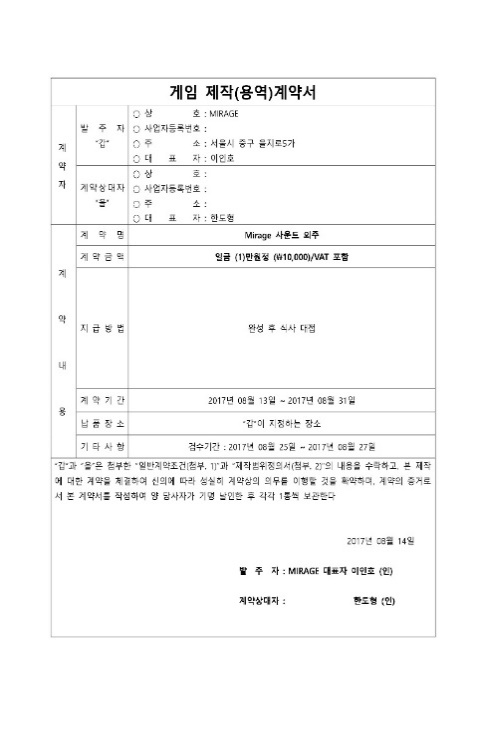 게임 제작(용역)계약서
계약자
발 주 자 "갑"
○ 상 호 : MIRAGE
○ 사업자등록번호 :
○ 주 소 : 서울시 중구 을지로5가
○ 대 표 자 : 이인호
계약상대자 "을"
○ 상 호 :
○ 사업자등록번호 :
○ 주 소 :
○ 대 표 자 : 한도형
계약내용
계 약 명 Mirage 사운드 외주
계 약 금 액 일금 (1)만원정 (₩10,000)/VAT 포함
지 급 방 법 완성 후 식사 대접
계 약 기 간 2017년 08월 13일 ~ 2017년 08월 31일
납 품 장 소 "갑"이 지정하는 장소
기 타 사 항 검수기간 : 2017년 08월 25일 ~ 2017년 08월 27일
"갑"과 "을"은 첨부한 "일반계약조건(첨부, 1)"과 "제작범위정의서(첨부, 2)"의 내용을 수락하고, 본 제작
에 대한 계약을 체결하여 신의에 따라 성실히 계약상의 의무를 이행할 것을 확약하며, 계약의 증거로
서 본 계약서를 작성하여 양 당사자가 기명 날인한 후 각각 1통씩 보관한다
2017년 08월 14일
발 주 자 : MIRAGE 대표자 이인호 (인)
계약상대자 : 한도형 (인)